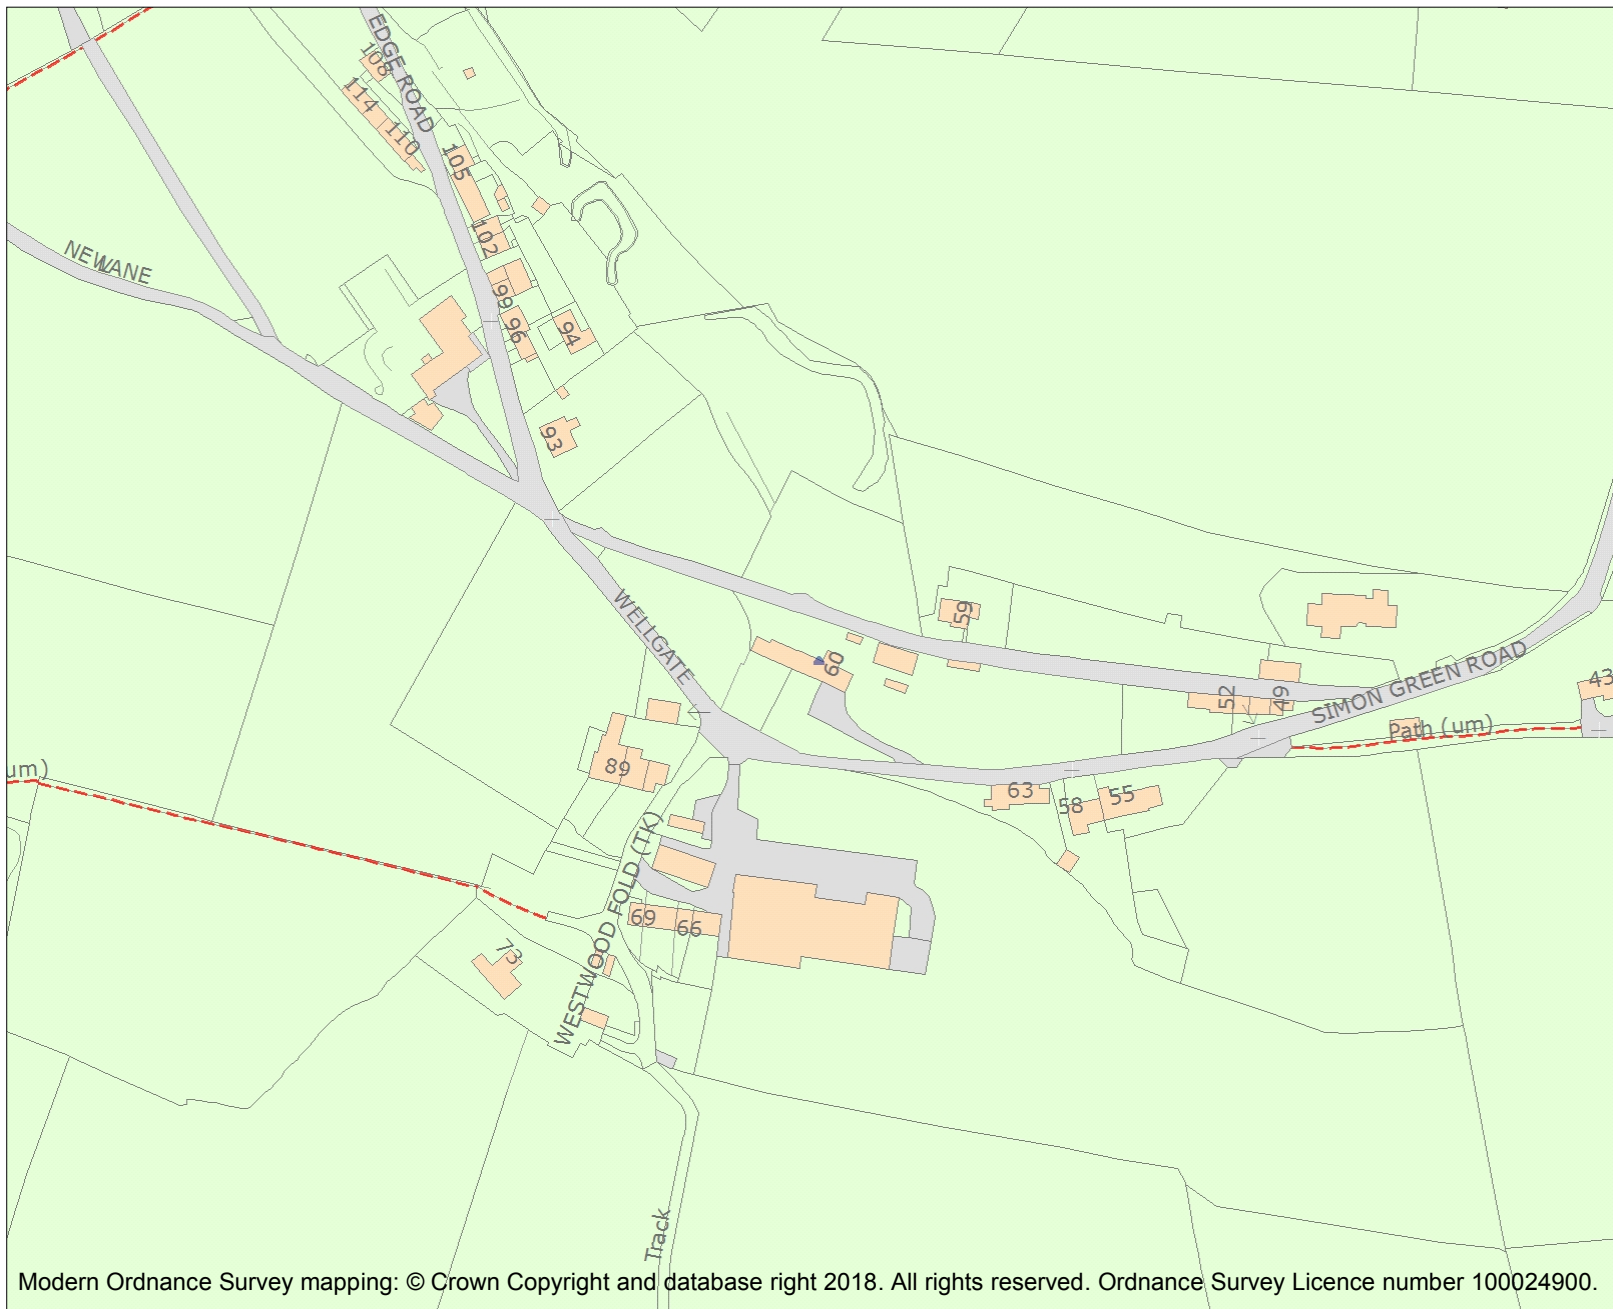 EDGE ROAD
108
114
110
105
102
NEW LANE
99
96
94
93
WELLGATE
59
60
52
49
SIMON GREEN ROAD
43
Path (um)
um)
89
63
58
55
WESTWOOD FOLD (TK)
69
66
73
Track
Modern Ordnance Survey mapping: © Crown Copyright and database right 2018. All rights reserved. Ordnance Survey Licence number 100024900.